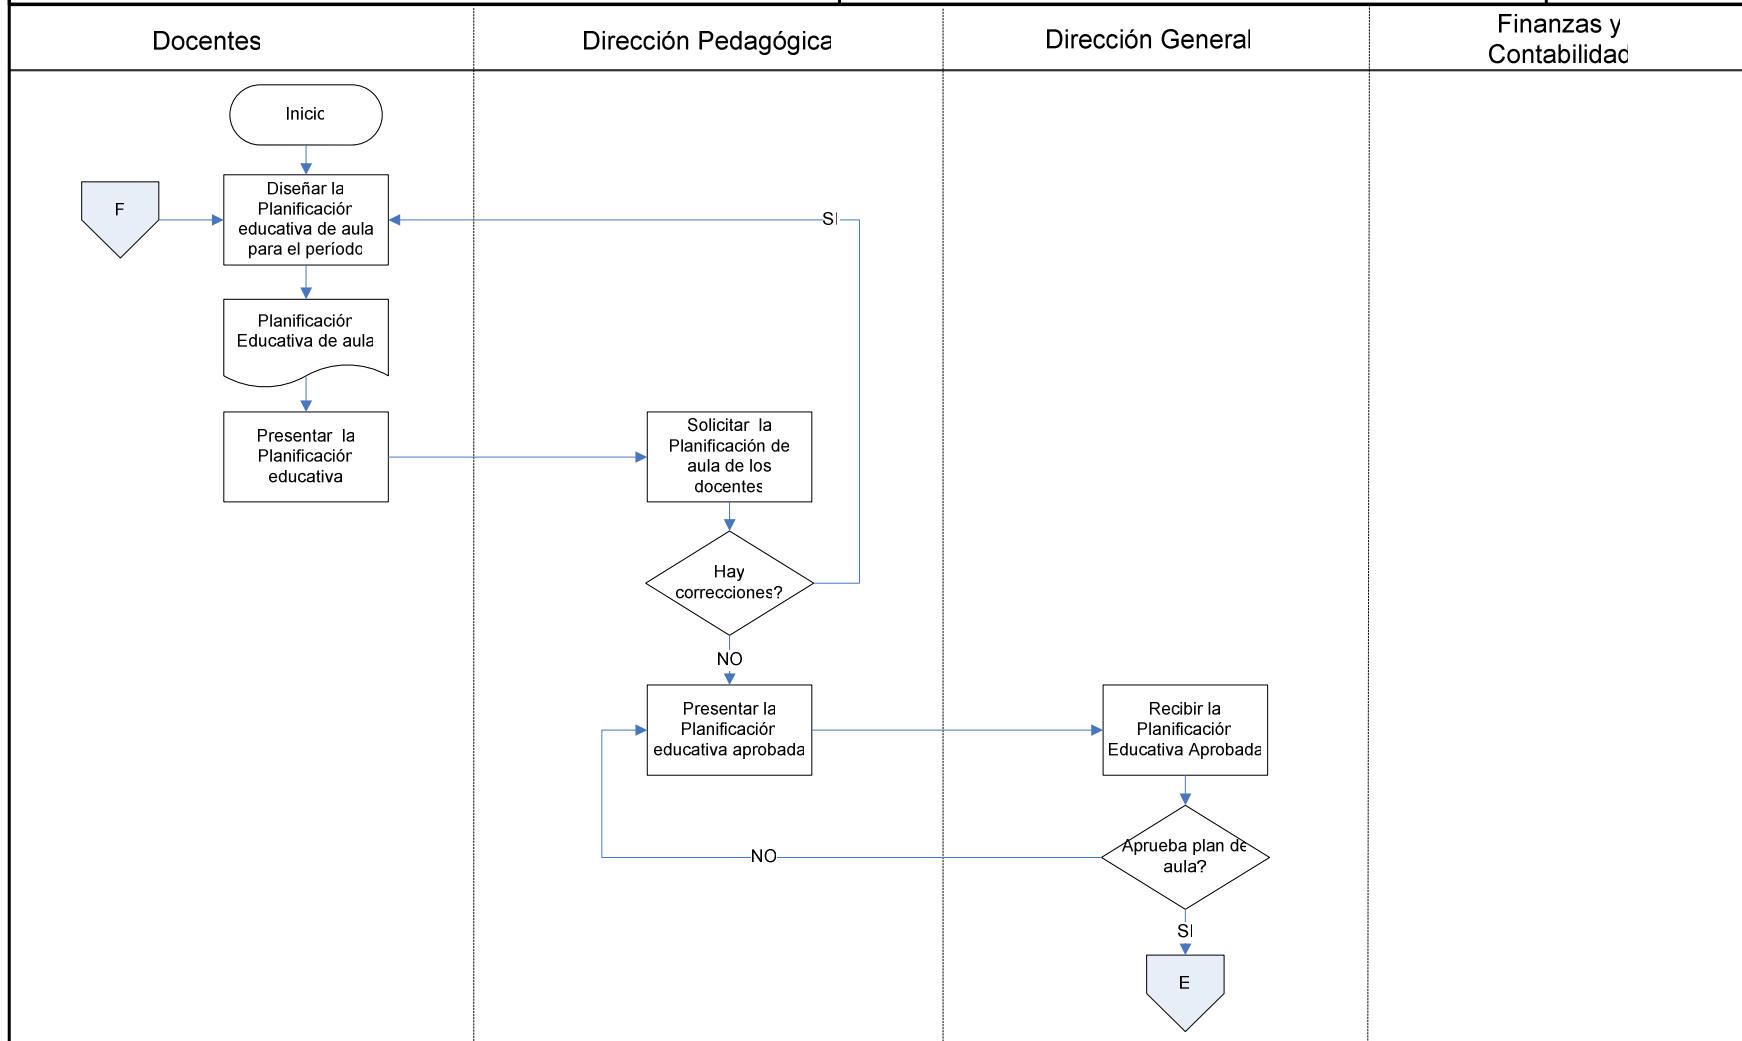 Docentes
Dirección Pedagógica
Dirección General
Finanzas y
Contabilidad
Inicio
F
Diseñar la
Planificación
educativa de aula
para el período
SI
Planificación
Educativa de aula
Presentar la
Planificación
educativa
Solicitar la
Planificación de
aula de los
docentes
Hay
correcciones?
NO
Presentar la
Planificación
educativa aprobada
Recibir la
Planificación
Educativa Aprobada
Aprueba plan de
aula?
NO
SI
E